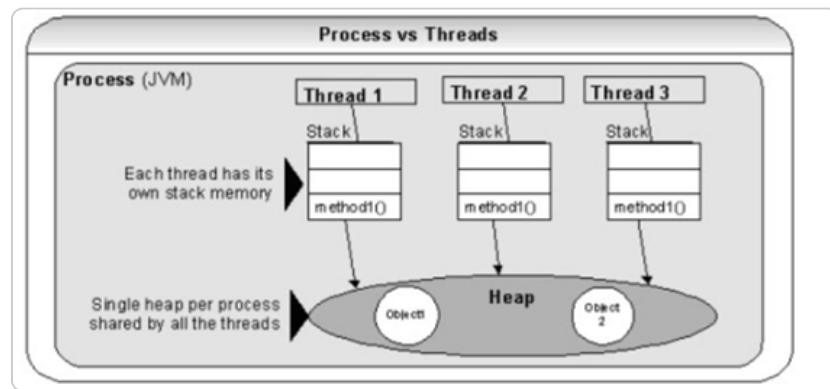 Process vs Threads
Process (JVM)
Thread 1
Thread 2
Thread 3
Stack
Stack
Stack
Each thread has its
own stack memory
method1()
method1()
method1()
Single heap per process
shared by all the threads
Heap
Object1
Object
2